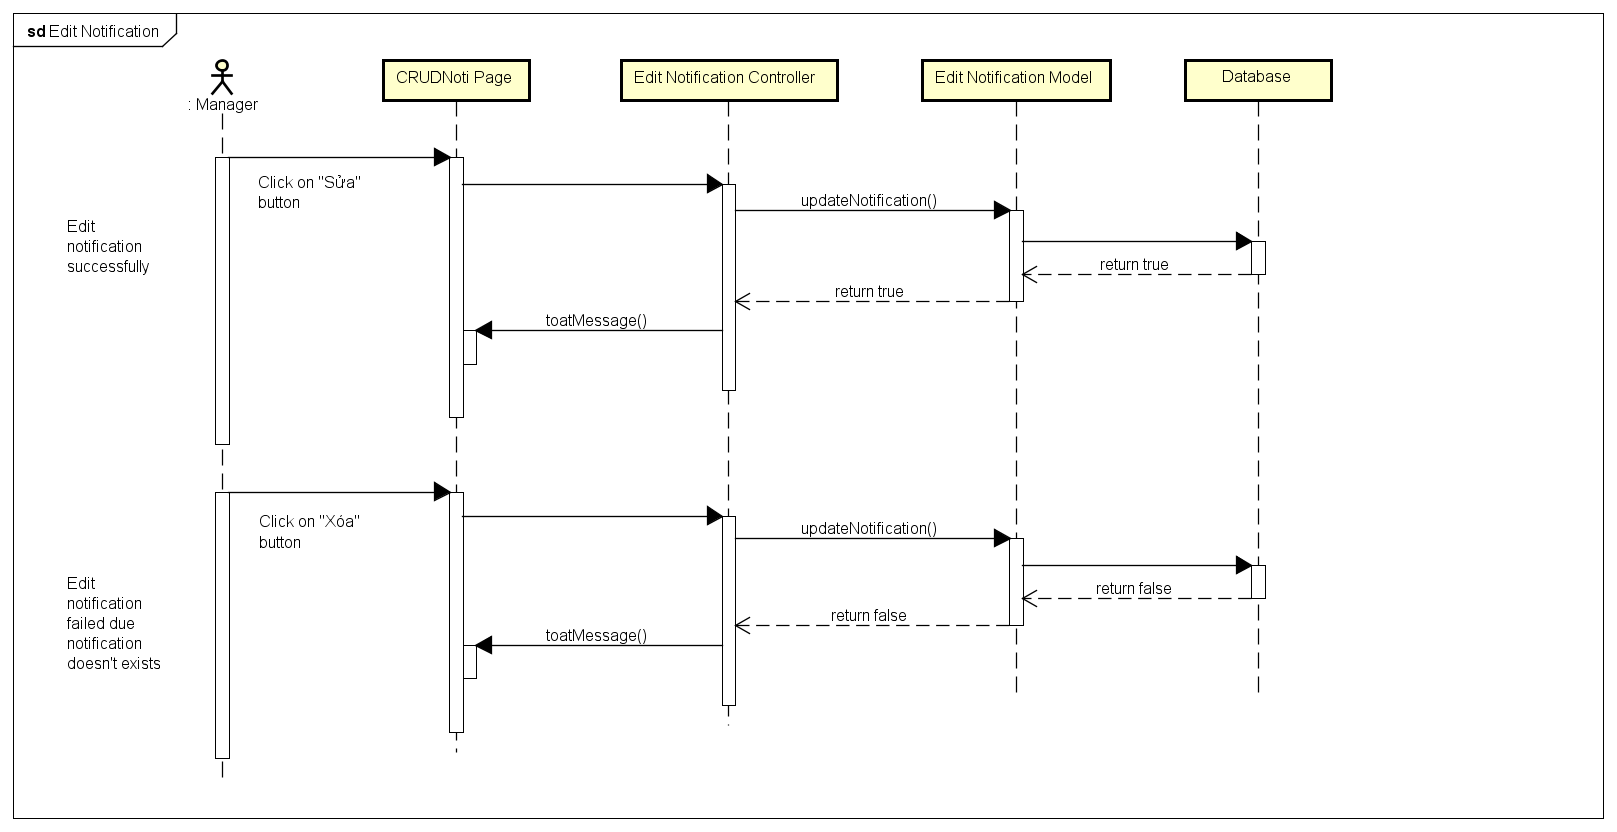 sd Edit Notification
: Manager
CRUDNoti Page
Edit Notification Controller
Edit Notification Model
Database
Click on "Sửa"
button
Edit
notification
successfully
updateNotification()
return true
return true
toatMessage()
Click on "Xóa"
button
Edit
notification
failed due
notification
doesn't exists
updateNotification()
return false
return false
toatMessage()